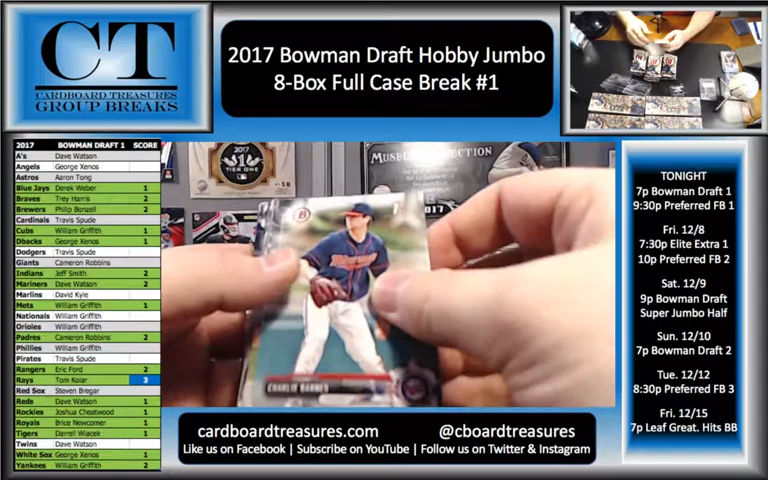 CT
CARDBOARD TREASURES
GROUP BREAKS
2017 Bowman Draft Hobby Jumbo
8-Box Full Case Break #1
2017 BOWMAN DRAFT 1 SCORE
A's Dave Watson
Angels George Xenos
Astros Aaron Tong
Blue Jays Derek Weber 1
Braves Trey Harris 2
Brewers Philip Bonzell 2
Cardinals Travis Spude
Cubs William Griffith 1
Dbacks George Xenos 1
Dodgers Travis Spude
Giants Cameron Robbins
Indians Jeff Smith 2
Mariners Dave Watson 2
Marlins David Kyle
Mets William Griffith 1
Nationals William Griffith
Orioles William Griffith
Padres Cameron Robbins 2
Phillies William Griffith
Pirates Travis Spude
Rangers Eric Ford 2
Rays Tom Kolar 3
Red Sox Steven Bregar
Reds Dave Watson 1
Rockies Joshua Cheatwood 1
Royals Brice Newcomer 1
Tigers Darrell Wiacek 1
Twins Dave Watson
White Sox George Xenos 1
Yankees William Griffith 2
2017
TIER ONE
MUSEUM
2017
B
CHARLIE BARNES
TONIGHT
7p Bowman Draft 1
9:30p Preferred FB 1
Fri. 12/8
7:30p Elite Extra 1
10p Preferred FB 2
Sat. 12/9
9p Bowman Draft
Super Jumbo Half
Sun. 12/10
7p Bowman Draft 2
Tue. 12/12
8:30p Preferred FB 3
Fri. 12/15
7p Leaf Great. Hits BB
cardboardtreasures.com @cboardtreasures
Like us on Facebook | Subscribe on YouTube | Follow us on Twitter & Instagram